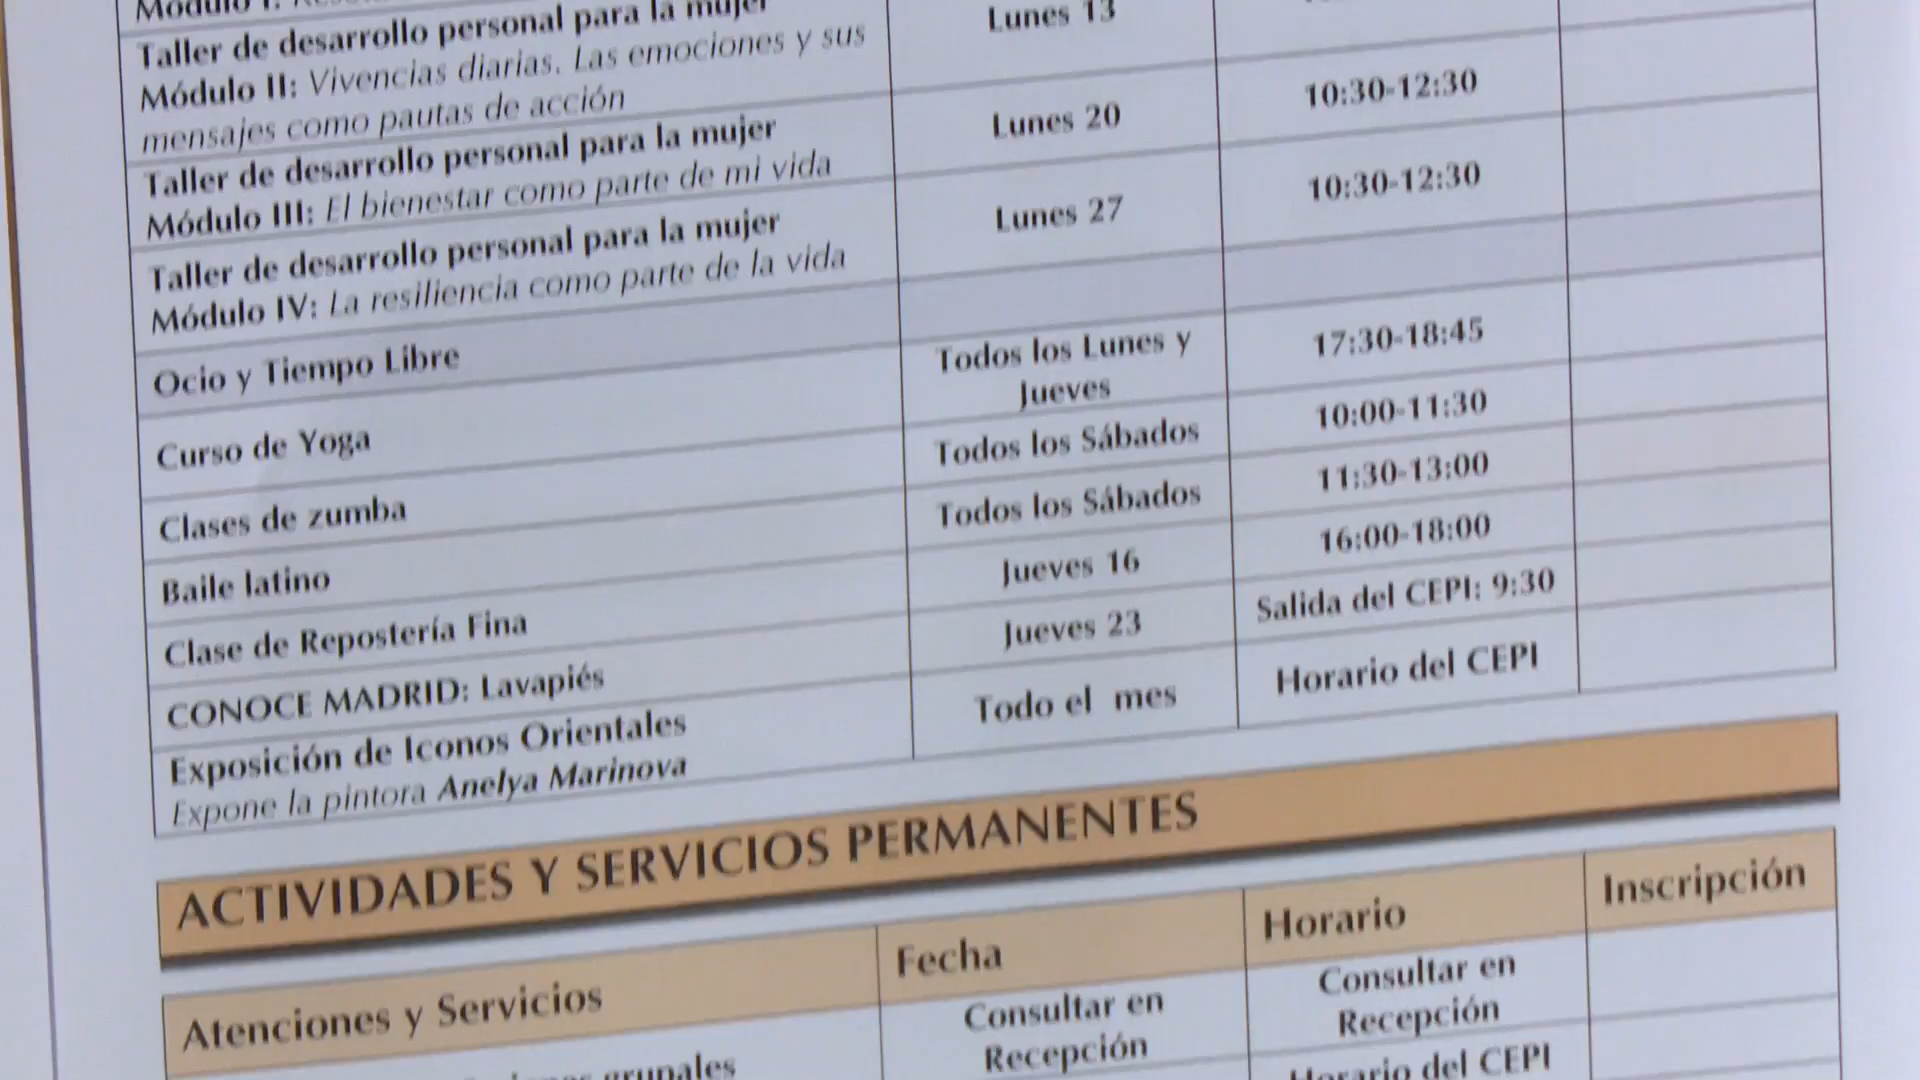 Módulo I:
Taller de desarrollo personal para la mujer
Módulo II: Vivencias diarias. Las emociones y sus
mensajes como pautas de acción
Lunes 13
Taller de desarrollo personal para la mujer
Módulo III: El bienestar como parte de mi vida
Lunes 20
10:30-12:30
Taller de desarrollo personal para la mujer
Módulo IV: La resiliencia como parte de la vida
Lunes 27
10:30-12:30
Ocio y Tiempo Libre
Curso de Yoga
Todos los Lunes y
Jueves
17:30-18:45
Clases de zumba
Todos los Sábados
10:00-11:30
Baile latino
Todos los Sábados
11:30-13:00
Clase de Repostería Fina
Jueves 16
16:00-18:00
CONOCE MADRID: Lavapiés
Jueves 23
Salida del CEPI: 9:30
Exposición de Iconos Orientales
Expone la pintora Anelya Marinova
Todo el mes
Horario del CEPI
ACTIVIDADES Y SERVICIOS PERMANENTES
Atenciones y Servicios
Fecha
Horario
Inscripción
Consultar en
Recepción
Consultar en
Recepción
grupales
Horario del CEPI